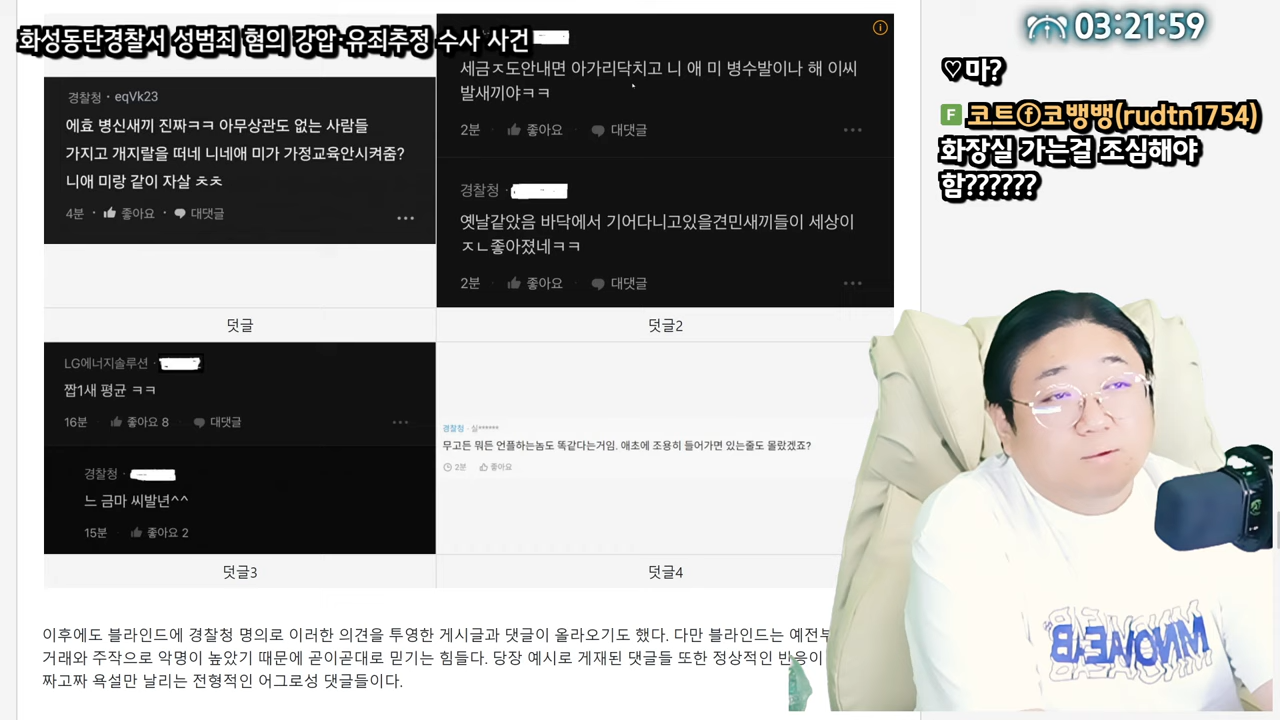 화성동탄경찰서 성범죄 혐의 강압·유죄추정 수사 사건
경찰청 · eqVk23
에효 병신새끼 진짜ㅋㅋ 아무상관도 없는 사람들
가지고 개지랄을 떠네 니네애 미가 가정교육안시켜줌?
니애 미랑 같이 자살 ㅊㅊ
4분 · 좋아요 · 대댓글
덧글
세금ㅈ도안내면 아가리닥치고 니 애 미 병수발이나 해 이씨
발새끼야ㅋㅋ
2분 · 좋아요 · 대댓글
경찰청 ·
옛날같았음 바닥에서 기어다니고있을견민새끼들이 세상이
ㅈㄴ좋아졌네ㅋㅋ
2분 · 좋아요 · 대댓글
덧글2
LG에너지솔루션 ·
짭1새 평균 ㅋㅋ
16분 · 좋아요 8 · 대댓글
경찰청 ·
느 금마 씨발년^^
15분 · 좋아요 2
덧글3
경찰청 · 실******
무고든 뭐든 언플하는놈도 똑같다는거임. 애초에 조용히 들어가면 있는줄도 몰랐겠죠?
2분 좋아요
덧글4
이후에도 블라인드에 경찰청 명의로 이러한 의견을 투영한 게시글과 댓글이 올라오기도 했다. 다만 블라인드는 예전부
거래와 주작으로 악명이 높았기 때문에 곧이곧대로 믿기는 힘들다. 당장 예시로 게재된 댓글들 또한 정상적인 반응이
짜고짜 욕설만 날리는 전형적인 어그로성 댓글들이다.
03:21:59
♡마?
F 코트ⓕ코뱅뱅(rudtn1754)
화장실 가는걸 조심해야
함??????